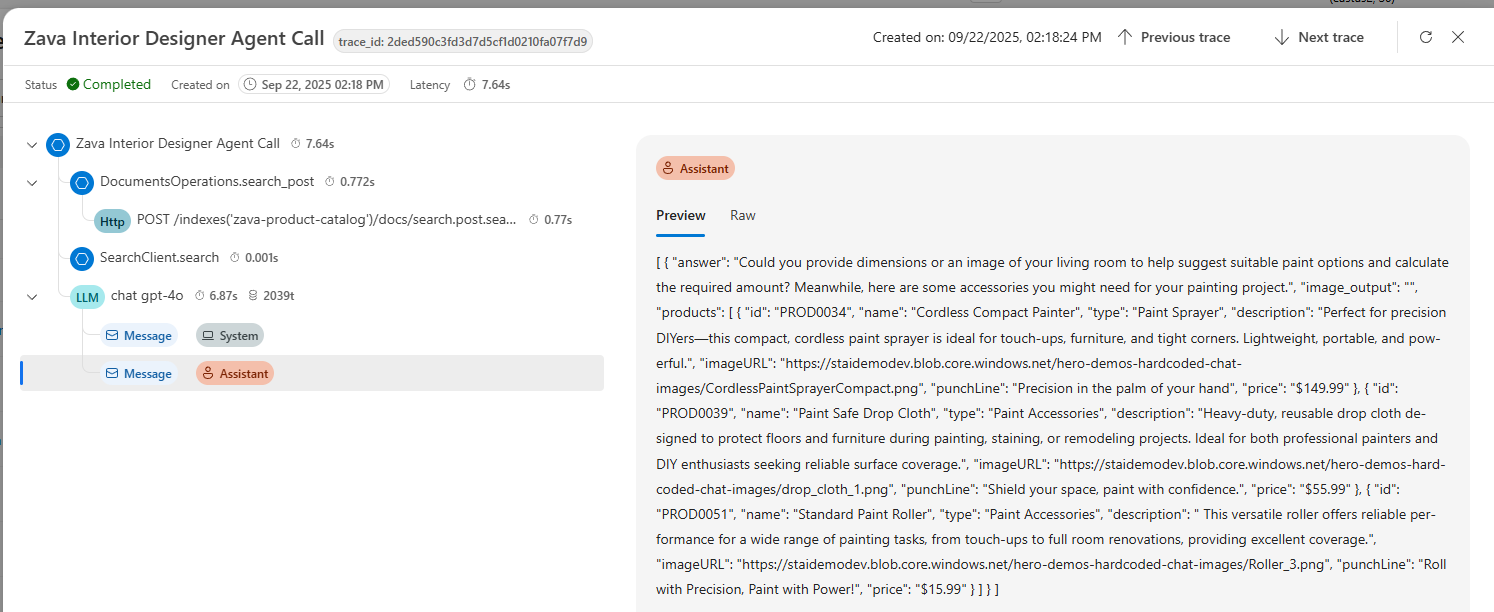 Zava Interior Designer Agent Call trace_id: 2ded590c3fd3d7d5cf1d0210fa07f7d9 Created on: 09/22/2025, 02:18:24 PM Previous trace Next trace
Status Completed Created on Sep 22, 2025 02:18 PM Latency 7.64s
Zava Interior Designer Agent Call 7.64s
DocumentsOperations.search_post 0.772s
Http POST /indexes('zava-product-catalog')/docs/search.post.sea... 0.77s
SearchClient.search 0.001s
LLM chat gpt-4o 6.87s 2039t
Message System
Message Assistant
Assistant
Preview Raw
[ { "answer": "Could you provide dimensions or an image of your living room to help suggest suitable paint options and calculate
the required amount? Meanwhile, here are some accessories you might need for your painting project.", "image_output": "",
"products": [ { "id": "PROD0034", "name": "Cordless Compact Painter", "type": "Paint Sprayer", "description": "Perfect for precision
DIYers—this compact, cordless paint sprayer is ideal for touch-ups, furniture, and tight corners. Lightweight, portable, and pow-
erful.", "imageURL": "https://staidemodev.blob.core.windows.net/hero-demos-hardcoded-chat-
images/CordlessPaintSprayerCompact.png", "punchLine": "Precision in the palm of your hand", "price": "$149.99" }, { "id":
"PROD0039", "name": "Paint Safe Drop Cloth", "type": "Paint Accessories", "description": "Heavy-duty, reusable drop cloth de-
signed to protect floors and furniture during painting, staining, or remodeling projects. Ideal for both professional painters and
DIY enthusiasts seeking reliable surface coverage.", "imageURL": "https://staidemodev.blob.core.windows.net/hero-demos-hard-
coded-chat-images/drop_cloth_1.png", "punchLine": "Shield your space, paint with confidence.", "price": "$55.99" }, { "id":
"PROD0051", "name": "Standard Paint Roller", "type": "Paint Accessories", "description": " This versatile roller offers reliable per-
formance for a wide range of painting tasks, from touch-ups to full room renovations, providing excellent coverage.",
"imageURL": "https://staidemodev.blob.core.windows.net/hero-demos-hardcoded-chat-images/Roller_3.png", "punchLine": "Roll
with Precision, Paint with Power!", "price": "$15.99" } ] } ]